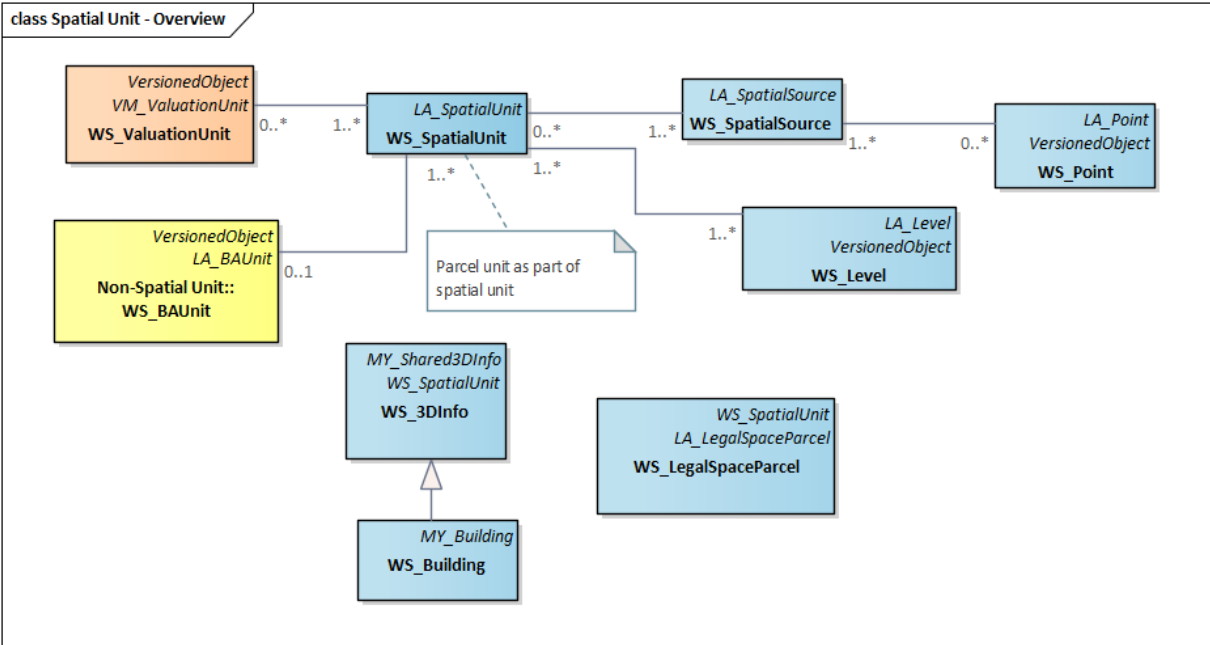 class Spatial Unit - Overview
VersionedObject
VM_ValuationUnit
WS_ValuationUnit
0..*
1..*
LA_SpatialUnit
WS_SpatialUnit
0..*
1..*
LA_SpatialSource
WS_SpatialSource
1..*
0..*
LA_Point
VersionedObject
WS_Point
1..*
1..*
1..*
LA_Level
VersionedObject
WS_Level
VersionedObject
LA_BAUnit
Non-Spatial Unit::
WS_BAUnit
0..1
Parcel unit as part of
spatial unit
MY_Shared3DInfo
WS_SpatialUnit
WS_3DInfo
WS_SpatialUnit
LA_LegalSpaceParcel
WS_LegalSpaceParcel
MY_Building
WS_Building